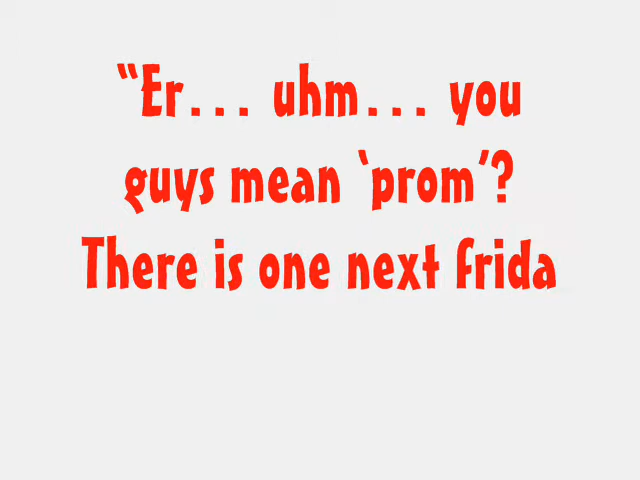 “Er... uhm... you
guys mean ‘prom’?
There is one next frida